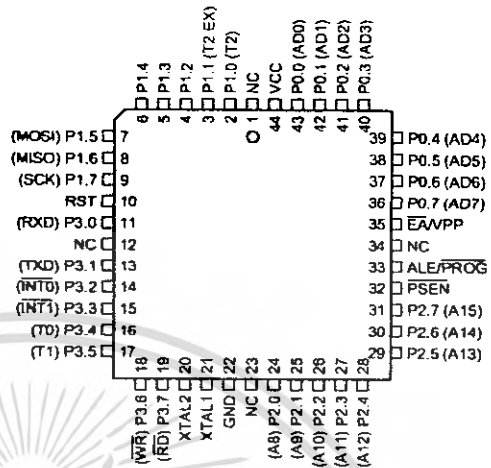 P1.4
P1.3
P1.2
P1.1 (T2 EX)
P1.0 (T2)
NC
VCC
P0.0 (AD0)
P0.1 (AD1)
P0.2 (AD2)
P0.3 (AD3)
6
5
4
3
2
1
44
43
42
41
40
(MOSI) P1.5 7
(MISO) P1.6 8
(SCK) P1.7 9
RST 10
(RXD) P3.0 11
NC 12
(TXD) P3.1 13
(INT0) P3.2 14
(INT1) P3.3 15
(T0) P3.4 16
(T1) P3.5 17
39 P0.4 (AD4)
38 P0.5 (AD5)
37 P0.6 (AD6)
36 P0.7 (AD7)
35 EA/VPP
34 NC
33 ALE/PROG
32 PSEN
31 P2.7 (A15)
30 P2.6 (A14)
29 P2.5 (A13)
18
19
20
21
22
23
24
25
26
27
28
(WR) P3.6
(RD) P3.7
XTAL2
XTAL1
GND
NC
(A8) P2.0
(A9) P2.1
(A10) P2.2
(A11) P2.3
(A12) P2.4